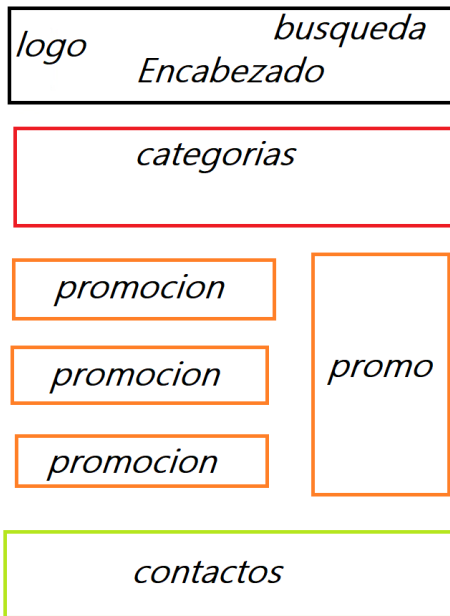 logo
busqueda
Encabezado
categorias
promocion
promocion
promocion
promo
contactos